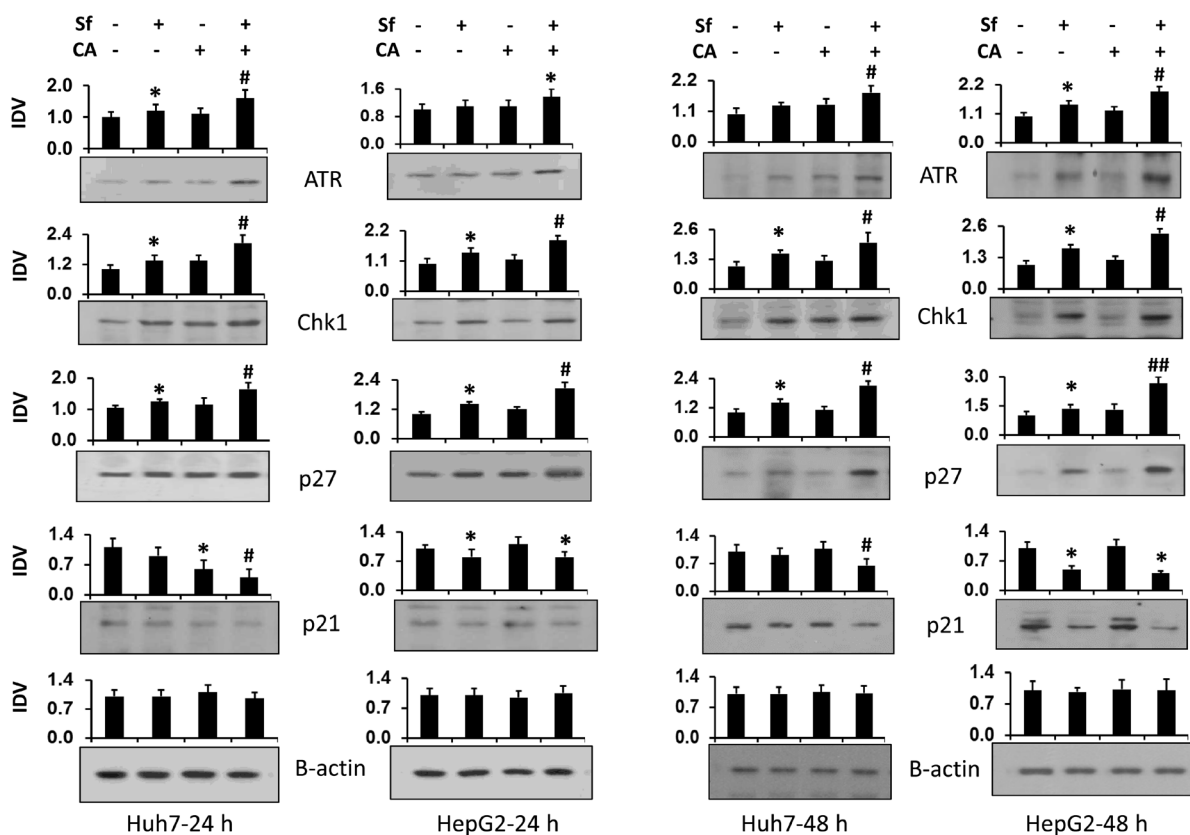 Sf - + - + Sf - + - + Sf - + - + Sf - + - +
CA - - + + CA - - + + CA - - + + CA - - + +
IDV 2.0 1.0 0.0 * #
1.6 0.8 0.0 *
2.2 1.1 0.0 #
2.2 1.1 0.0 * #
ATR ATR
IDV 2.4 1.2 0.0 * #
2.2 1.1 0.0 * #
2.6 1.3 0.0 * #
2.6 1.3 0.0 * #
Chk1 Chk1
IDV 2.0 1.0 0.0 * #
2.4 1.2 0.0 * #
2.4 1.2 0.0 * #
3.0 1.5 0.0 * ##
p27 p27
IDV 1.4 0.7 0.0 * #
1.4 0.7 0.0 * *
1.4 0.7 0.0 #
1.4 0.7 0.0 * *
p21 p21
IDV 1.4 0.7 0.0
1.4 0.7 0.0
1.4 0.7 0.0
1.4 0.7 0.0
B-actin B-actin
Huh7-24 h HepG2-24 h Huh7-48 h HepG2-48 h